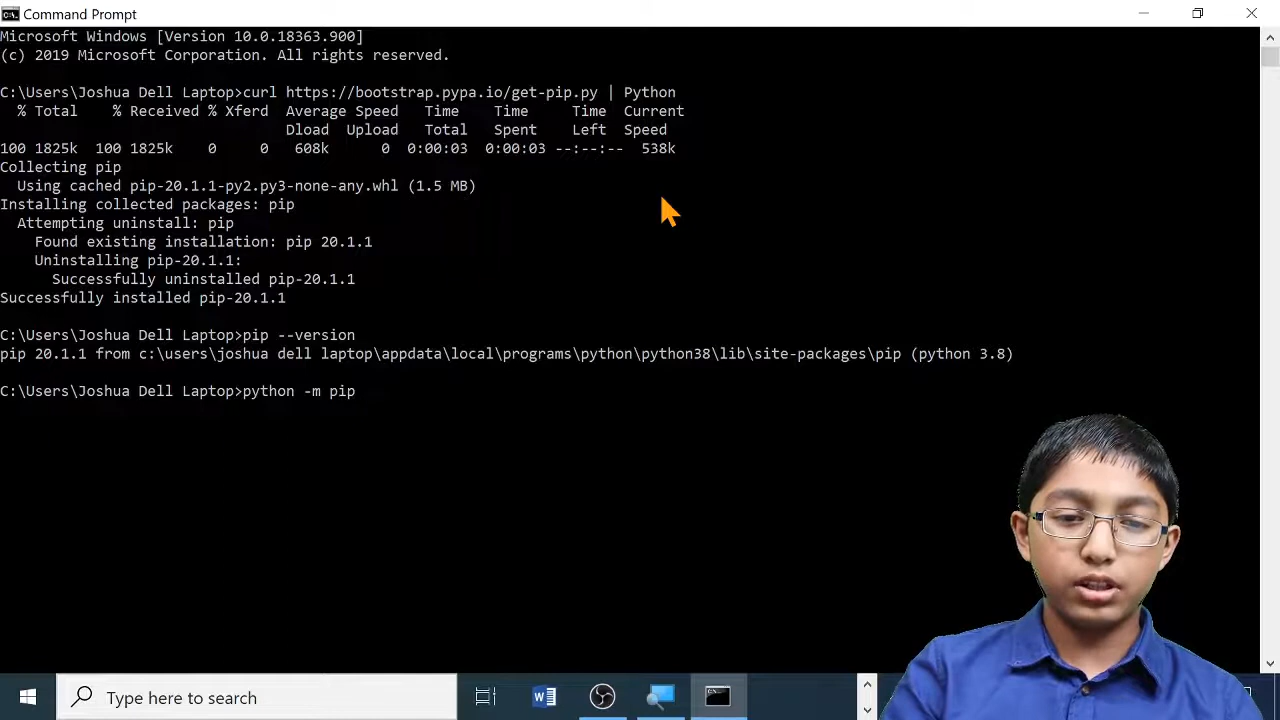 Command Prompt
Microsoft Windows [Version 10.0.18363.900]
(c) 2019 Microsoft Corporation. All rights reserved.
C:\Users\Joshua Dell Laptop>curl https://bootstrap.pypa.io/get-pip.py | Python
% Total % Received % Xferd Average Speed Time Time Time Current
Dload Upload Total Spent Left Speed
100 1825k 100 1825k 0 0 608k 0 0:00:03 0:00:03 --:--:-- 538k
Collecting pip
Using cached pip-20.1.1-py2.py3-none-any.whl (1.5 MB)
Installing collected packages: pip
Attempting uninstall: pip
Found existing installation: pip 20.1.1
Uninstalling pip-20.1.1:
Successfully uninstalled pip-20.1.1
Successfully installed pip-20.1.1
C:\Users\Joshua Dell Laptop>pip --version
pip 20.1.1 from c:\users\joshua dell laptop\appdata\local\programs\python\python38\lib\site-packages\pip (python 3.8)
C:\Users\Joshua Dell Laptop>python -m pip
Type here to search